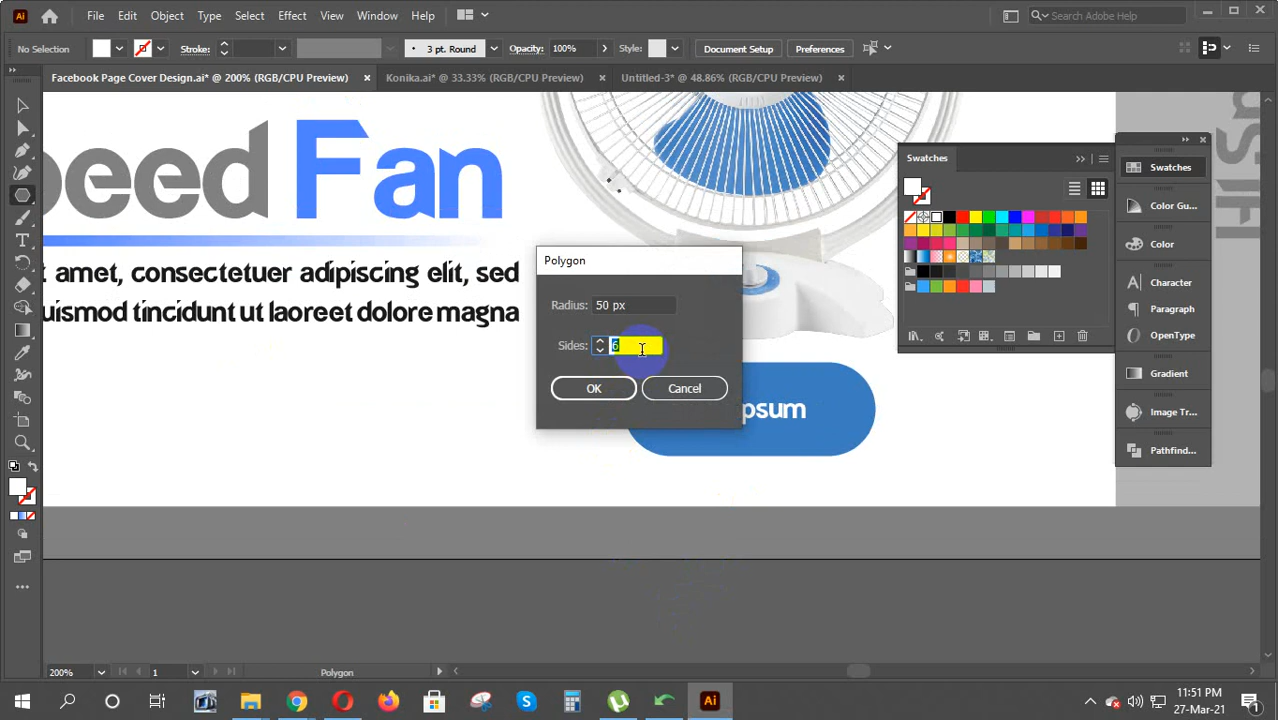 Ai File Edit Object Type Select Effect View Window Help Search Adobe Help
No Selection Stroke: 3 pt. Round Opacity: 100% Style: Document Setup Preferences
Facebook Page Cover Design.ai* @ 200% (RGB/CPU Preview) Konika.ai* @ 33.33% (RGB/CPU Preview) Untitled-3* @ 48.86% (RGB/CPU Preview)
peed Fan
t amet, consectetuer adipiscing elit, sed
uismod tincidunt ut laoreet dolore magna
Polygon
Radius: 50 px
Sides: 6
OK Cancel
psum
Swatches
Swatches
Color Gu...
Color
Character
Paragraph
OpenType
Gradient
Image Tr...
Pathfind...
200% 1 Polygon
Ai 11:51 PM
27-Mar-21